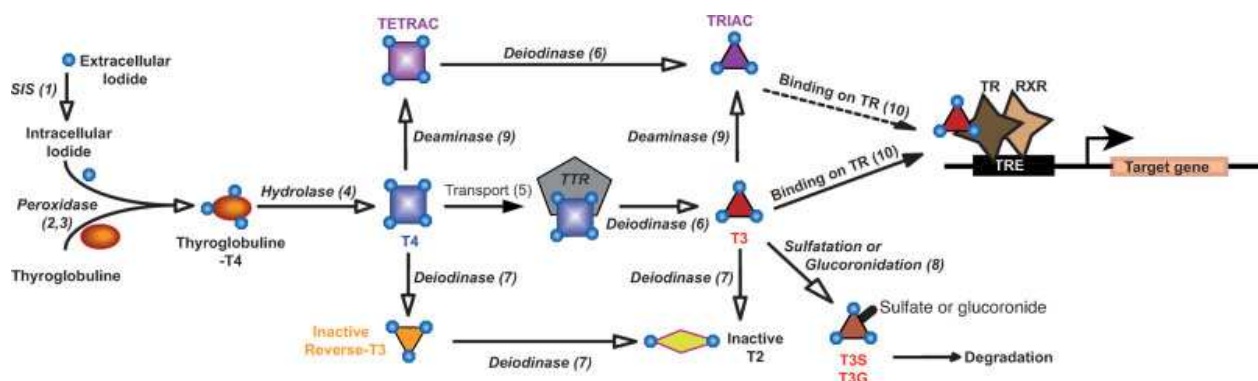 Extracellular
Iodide
SIS (1)
Intracellular
Iodide
Peroxidase
(2,3)
Thyroglobuline
Thyroglobuline
-T4
Hydrolase (4)
TETRAC
Deiodinase (6)
TRIAC
Deaminase (9)
Deaminase (9)
T4
Transport (5)
TTR
Deiodinase (6)
T3
Binding on TR (10)
Binding on TR (10)
TR
RXR
TRE
Target gene
Deiodinase (7)
Deiodinase (7)
Sulfatation or
Glucoronidation (8)
Inactive
Reverse-T3
Deiodinase (7)
Inactive
T2
Sulfate or glucoronide
T3S
T3G
Degradation